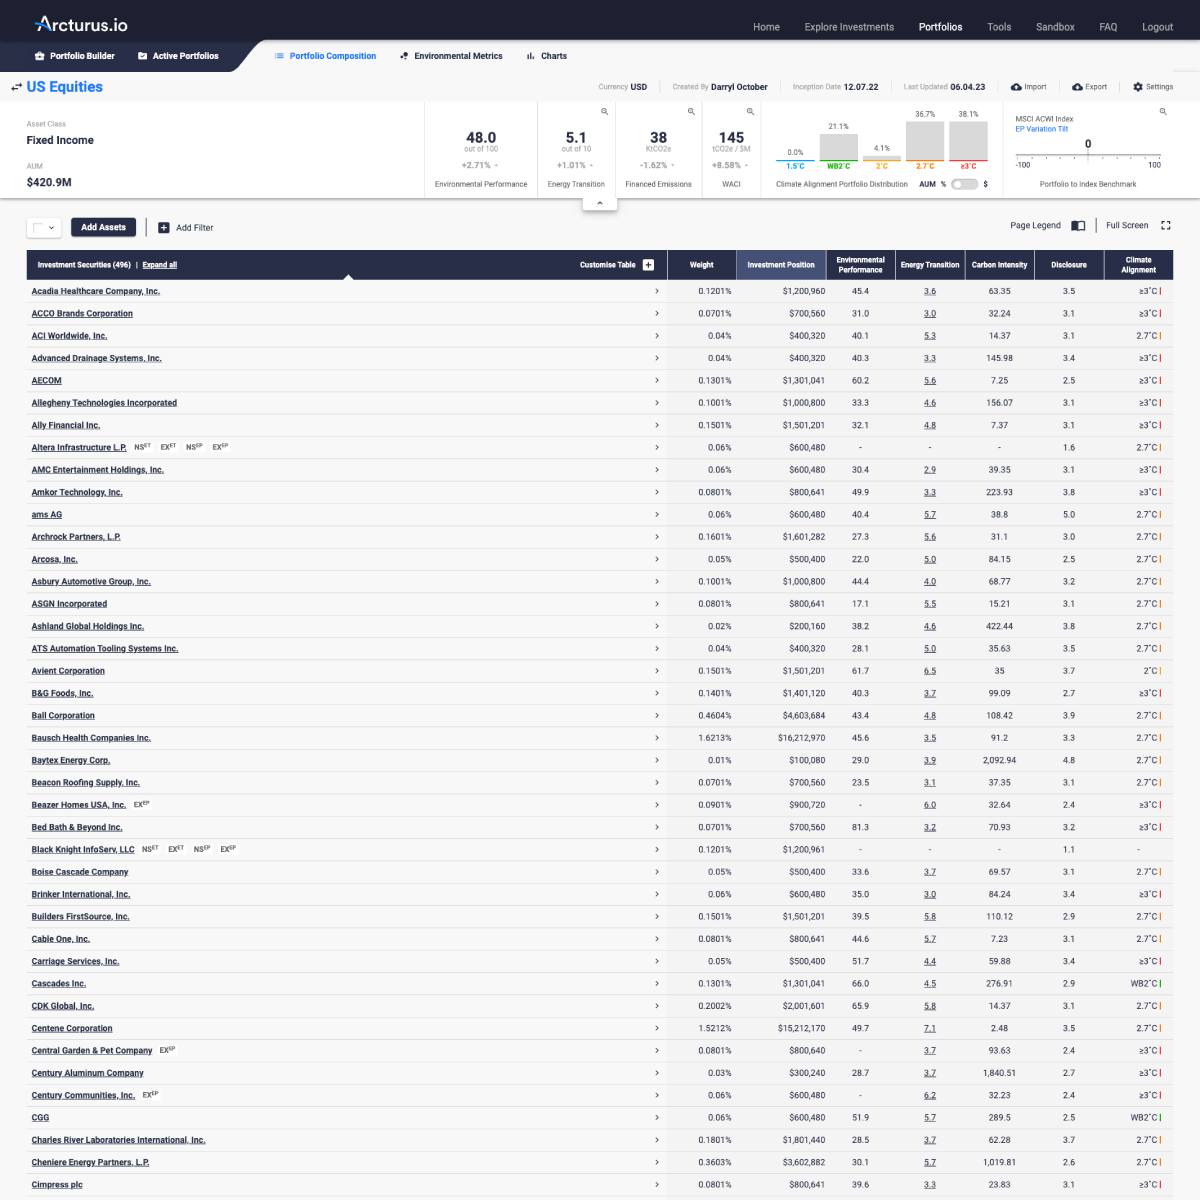 Arcturus.io
Home Explore Investments Portfolios Tools Sandbox FAQ Logout
Portfolio Builder Active Portfolios Portfolio Composition Environmental Metrics Charts
US Equities Currency USD Created By Darryl October Inception Date 12.07.22 Last Updated 06.04.23 Import Export Settings
Asset Class
Fixed Income
AUM
$420.9M
48.0
out of 100
+2.71% -
Environmental Performance
5.1
out of 10
+1.01% -
Energy Transition
38
KtCO2e
-1.62% -
Financed Emissions
145
tCO2e / $M
+8.58% -
WACI
0.0% 21.1% 4.1% 36.7% 38.1%
1.5˚C WB2˚C 2˚C 2.7˚C ≥3˚C
Climate Alignment Portfolio Distribution AUM % $
MSCI ACWI Index
EP Variation Tilt
0
-100 100
Portfolio to Index Benchmark
Add Assets Add Filter Page Legend Full Screen
Investment Securities (496) | Expand all Customise Table Weight Investment Position Environmental Performance Energy Transition Carbon Intensity Disclosure Climate Alignment
Acadia Healthcare Company, Inc. 0.1201% $1,200,960 45.4 3.6 63.35 3.5 ≥3˚C
ACCO Brands Corporation 0.0701% $700,560 31.0 3.0 32.24 3.1 ≥3˚C
ACI Worldwide, Inc. 0.04% $400,320 40.1 5.3 14.37 3.1 2.7˚C
Advanced Drainage Systems, Inc. 0.04% $400,320 40.3 3.3 145.98 3.4 ≥3˚C
AECOM 0.1301% $1,301,041 60.2 5.6 7.25 2.5 ≥3˚C
Allegheny Technologies Incorporated 0.1001% $1,000,800 33.3 4.6 156.07 3.1 ≥3˚C
Ally Financial Inc. 0.1501% $1,501,201 32.1 4.8 7.37 3.1 ≥3˚C
Altera Infrastructure L.P. NSET EXET NSEP EXEP 0.06% $600,480 - - - 1.6 2.7˚C
AMC Entertainment Holdings, Inc. 0.06% $600,480 30.4 2.9 39.35 3.1 ≥3˚C
Amkor Technology, Inc. 0.0801% $800,641 49.9 3.3 223.93 3.8 ≥3˚C
ams AG 0.06% $600,480 40.4 5.7 38.8 5.0 2.7˚C
Archrock Partners, L.P. 0.1601% $1,601,282 27.3 5.6 31.1 3.0 2.7˚C
Arcosa, Inc. 0.05% $500,400 22.0 5.0 84.15 2.5 2.7˚C
Asbury Automotive Group, Inc. 0.1001% $1,000,800 44.4 4.0 68.77 3.2 2.7˚C
ASGN Incorporated 0.0801% $800,641 17.1 5.5 15.21 3.1 2.7˚C
Ashland Global Holdings Inc. 0.02% $200,160 38.2 4.6 422.44 3.8 2.7˚C
ATS Automation Tooling Systems Inc. 0.04% $400,320 28.1 5.0 35.63 3.5 2.7˚C
Avient Corporation 0.1501% $1,501,201 61.7 6.5 35 3.7 2˚C
B&G Foods, Inc. 0.1401% $1,401,120 40.3 3.7 99.09 2.7 ≥3˚C
Ball Corporation 0.4604% $4,603,684 43.4 4.8 108.42 3.9 2.7˚C
Bausch Health Companies Inc. 1.6213% $16,212,970 45.6 3.5 91.2 3.3 2.7˚C
Baytex Energy Corp. 0.01% $100,080 29.0 3.9 2,092.94 4.8 2.7˚C
Beacon Roofing Supply, Inc. 0.0701% $700,560 23.5 3.1 37.35 3.1 2.7˚C
Beazer Homes USA, Inc. EXEP 0.0901% $900,720 - 6.0 32.64 2.4 ≥3˚C
Bed Bath & Beyond Inc. 0.0701% $700,560 81.3 3.2 70.93 3.2 ≥3˚C
Black Knight InfoServ, LLC NSET EXET NSEP EXEP 0.1201% $1,200,961 - - - 1.1 -
Boise Cascade Company 0.05% $500,400 33.6 3.7 69.57 3.1 2.7˚C
Brinker International, Inc. 0.06% $600,480 35.0 3.0 84.24 3.4 ≥3˚C
Builders FirstSource, Inc. 0.1501% $1,501,201 39.5 5.8 110.12 2.9 2.7˚C
Cable One, Inc. 0.0801% $800,641 44.6 5.7 7.23 3.1 2.7˚C
Carriage Services, Inc. 0.05% $500,400 51.7 4.4 59.88 3.4 ≥3˚C
Cascades Inc. 0.1301% $1,301,041 66.0 4.5 276.91 2.9 WB2˚C
CDK Global, Inc. 0.2002% $2,001,601 65.9 5.8 14.37 3.1 2.7˚C
Centene Corporation 1.5212% $15,212,170 49.7 7.1 2.48 3.5 2.7˚C
Central Garden & Pet Company EXEP 0.0801% $800,640 - 3.7 93.63 2.4 ≥3˚C
Century Aluminum Company 0.03% $300,240 28.7 3.7 1,840.51 2.7 ≥3˚C
Century Communities, Inc. EXEP 0.06% $600,480 - 6.2 32.23 2.4 ≥3˚C
CGG 0.06% $600,480 51.9 5.7 289.5 2.5 WB2˚C
Charles River Laboratories International, Inc. 0.1801% $1,801,440 28.5 3.7 62.28 3.7 2.7˚C
Cheniere Energy Partners, L.P. 0.3603% $3,602,882 30.1 5.7 1,019.81 2.6 2.7˚C
Cimpress plc 0.0801% $800,641 39.6 3.3 23.83 3.1 ≥3˚C